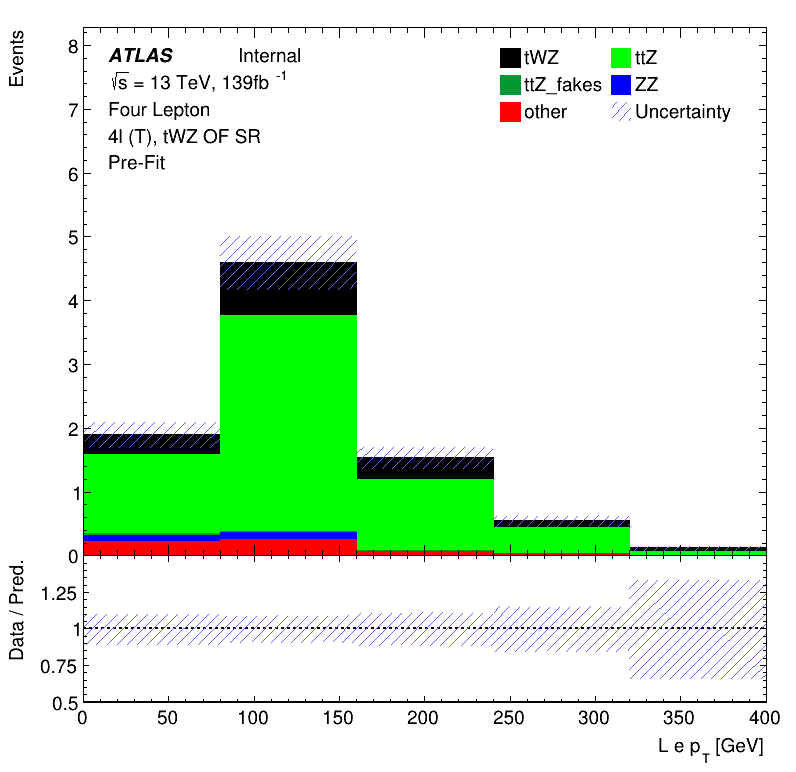 Events
8
7
6
5
4
3
2
1
0
ATLAS Internal
√s = 13 TeV, 139fb⁻¹
Four Lepton
4l (T), tWZ OF SR
Pre-Fit
tWZ ttZ
ttZ_fakes ZZ
other Uncertainty
Data / Pred.
1.25
1
0.75
0.5
0 50 100 150 200 250 300 350 400
L e p_T [GeV]